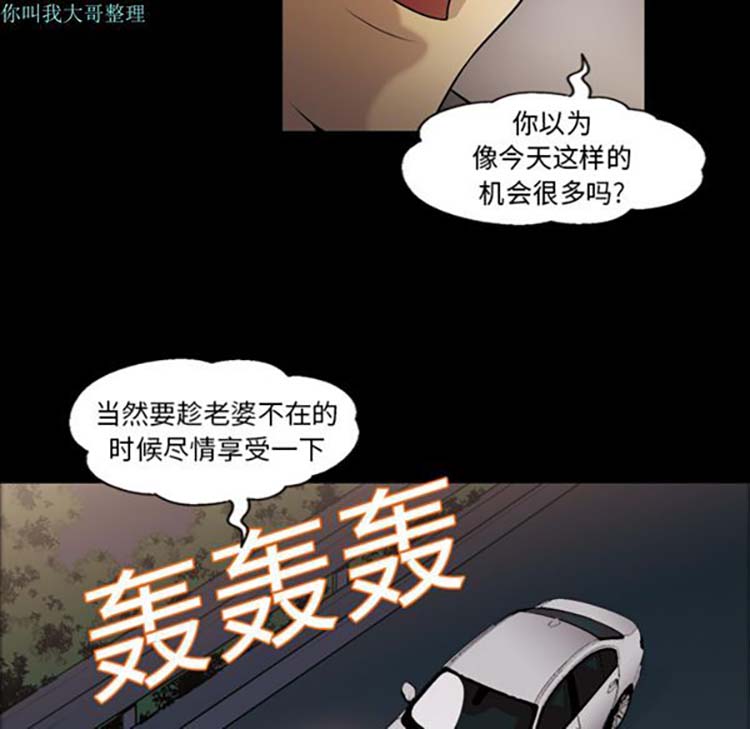 你叫我大哥整理
你以为
像今天这样的
机会很多吗?
当然要趁老婆不在的
时候尽情享受一下
轰轰轰